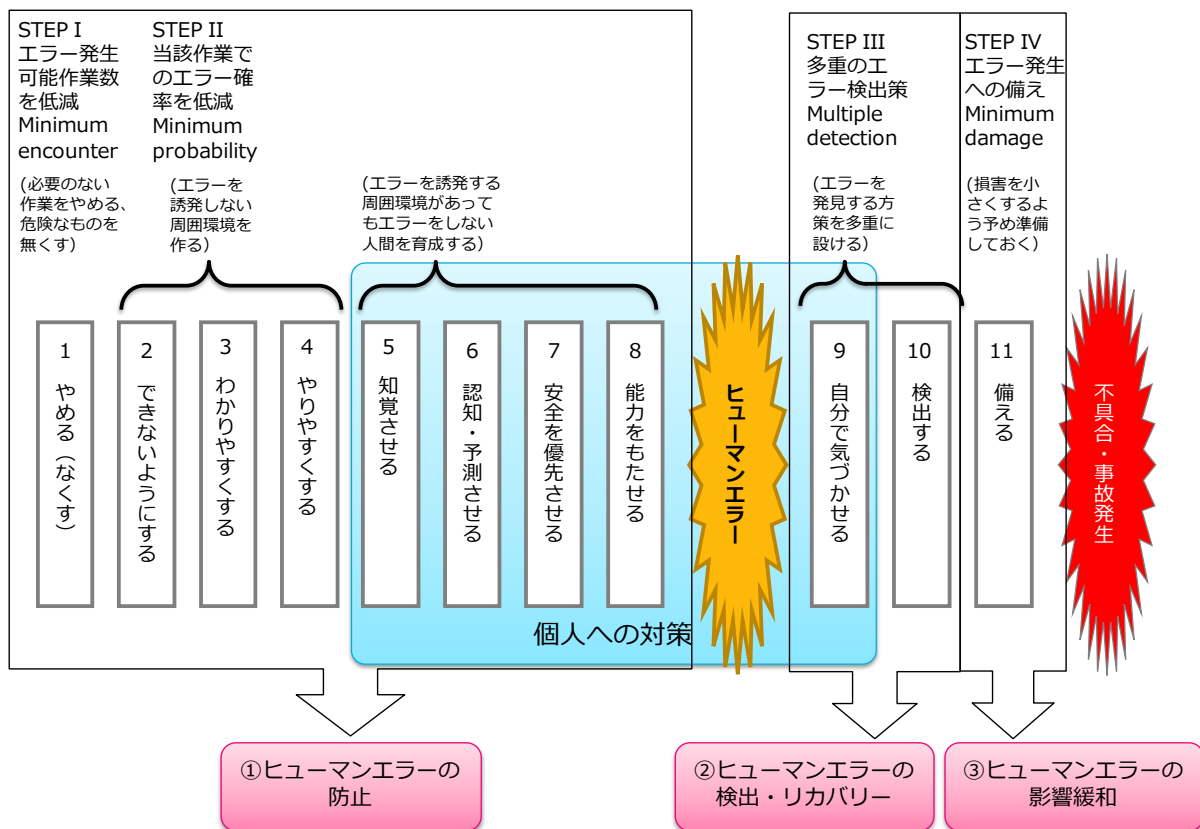 STEP I
エラー発生
可能作業数
を低減
Minimum
encounter
(必要のない
作業をやめる、
危険なものを
無くす)
STEP II
当該作業で
のエラー確
率を低減
Minimum
probability
(エラーを
誘発しない
周囲環境を
作る)
(エラーを誘発する
周囲環境があって
もエラーをしない
人間を育成する)
STEP III
多重のエ
ラー検出策
Multiple
detection
(エラーを
発見する方
策を多重に
設ける)
STEP IV
エラー発生
への備え
Minimum
damage
(損害を小
さくするよ
う予め準備
しておく)
1
やめる（なくす）
2
できないようにする
3
わかりやすくする
4
やりやすくする
5
知覚させる
6
認知・予測させる
7
安全を優先させる
8
能力をもたせる
ヒューマンエラー
9
自分で気づかせる
10
検出する
11
備える
不具合・事故発生
個人への対策
①ヒューマンエラーの
防止
②ヒューマンエラーの
検出・リカバリー
③ヒューマンエラーの
影響緩和